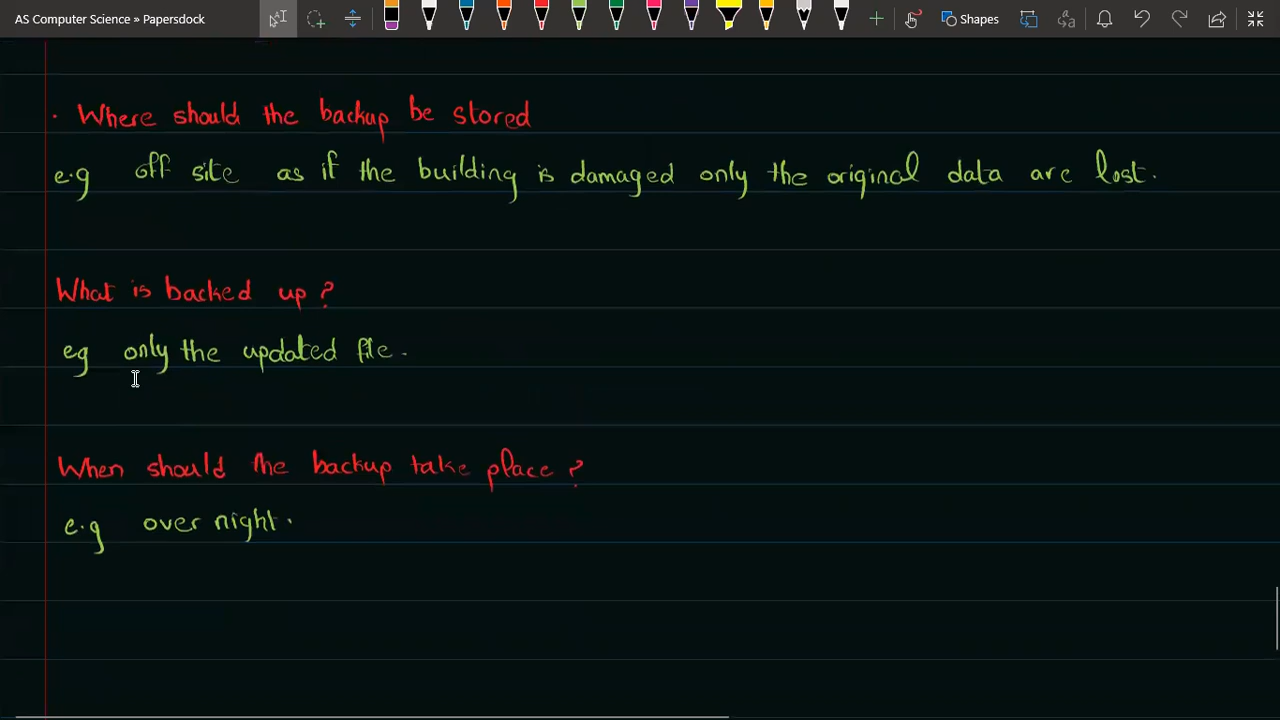 AS Computer Science » Papersdock
Shapes
· Where should the backup be stored
e.g off site as if the building is damaged only the original data are lost.
What is backed up ?
eg only the updated file.
When should the backup take place ?
e.g over night.